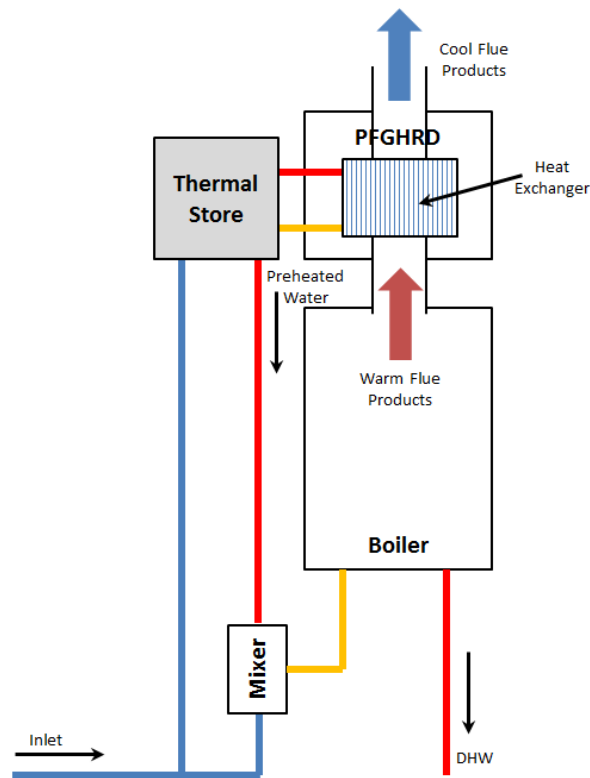 Cool Flue
Products
PFGHRD
Thermal
Store
Heat
Exchanger
Preheated
Water
Warm Flue
Products
Boiler
Mixer
Inlet
DHW